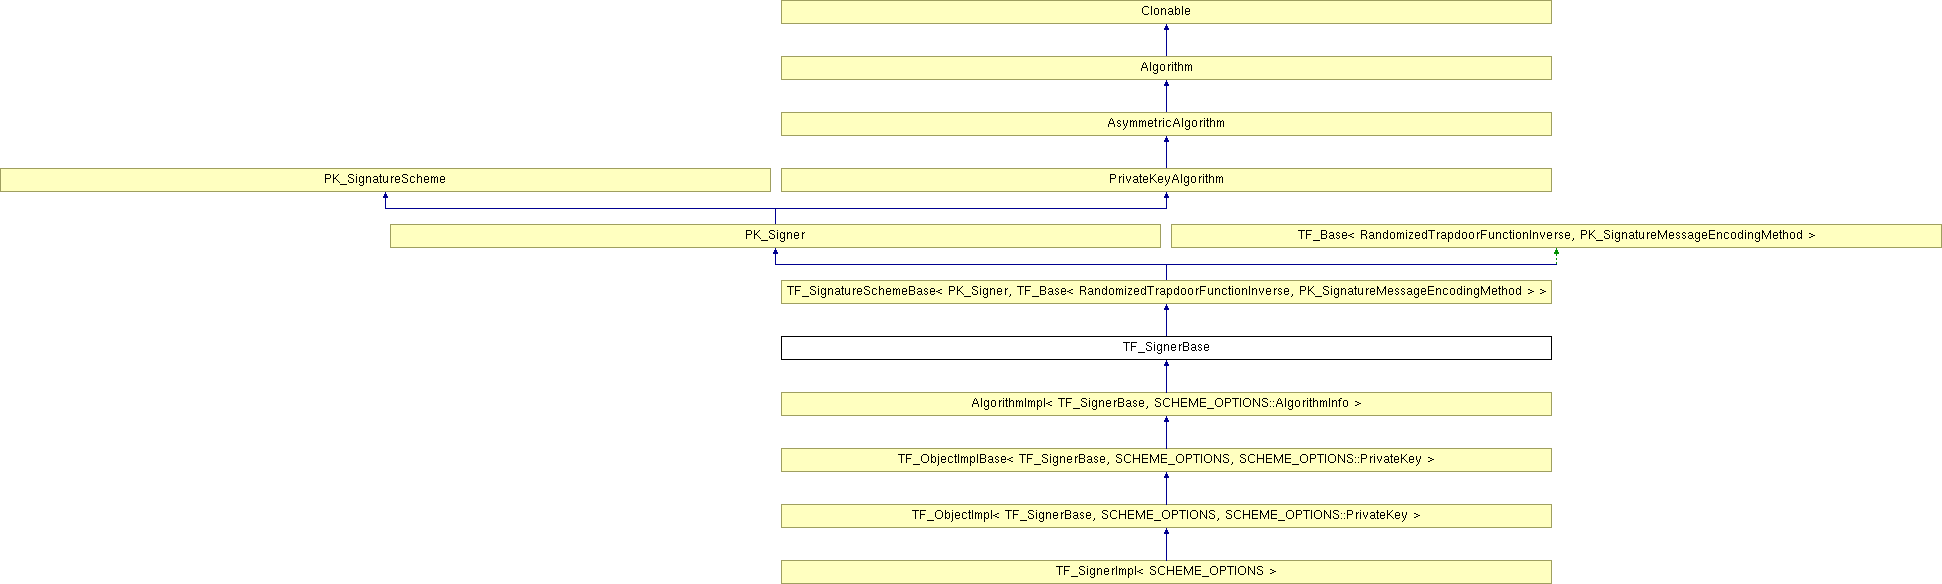 Clonable
Algorithm
AsymmetricAlgorithm
PK_SignatureScheme
PrivateKeyAlgorithm
PK_Signer
TF_Base< RandomizedTrapdoorFunctionInverse, PK_SignatureMessageEncodingMethod >
TF_SignatureSchemeBase< PK_Signer, TF_Base< RandomizedTrapdoorFunctionInverse, PK_SignatureMessageEncodingMethod > >
TF_SignerBase
AlgorithmImpl< TF_SignerBase, SCHEME_OPTIONS::AlgorithmInfo >
TF_ObjectImplBase< TF_SignerBase, SCHEME_OPTIONS, SCHEME_OPTIONS::PrivateKey >
TF_ObjectImpl< TF_SignerBase, SCHEME_OPTIONS, SCHEME_OPTIONS::PrivateKey >
TF_SignerImpl< SCHEME_OPTIONS >